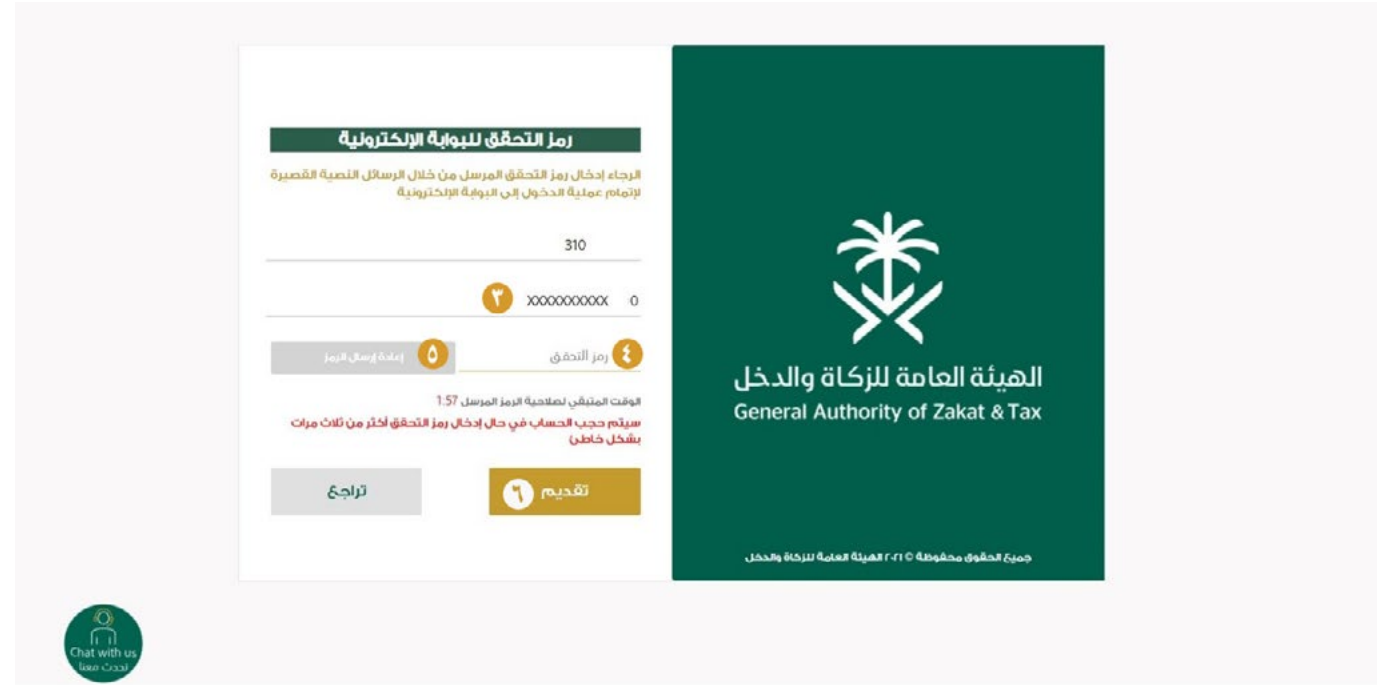 رمز التحقق للبوابة الإلكترونية
الرجاء إدخال رمز التحقق المرسل من خلال الرسائل النصية القصيرة
لإتمام عملية الدخول إلى البوابة الإلكترونية
310
0 XXXXXXXXXX ٣
٤ رمز التحقق
٥ إعادة إرسال الرمز
الوقت المتبقي لصلاحية الرمز المرسل 1:57
سيتم حجب الحساب في حال إدخال رمز التحقق أكثر من ثلاث مرات
بشكل خاطئ
تقديم ٦
تراجع
الهيئة العامة للزكاة والدخل
General Authority of Zakat & Tax
جميع الحقوق محفوظة © ٢٠٢١ الهيئة العامة للزكاة والدخل
Chat with us
تحدث معنا